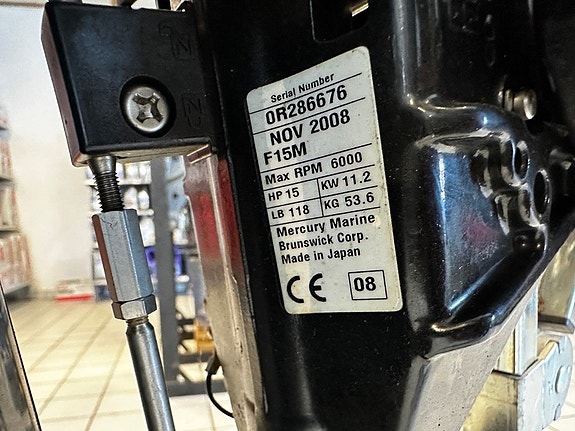 Serial Number
0R286676
NOV 2008
F15M
Max RPM 6000
HP 15 KW 11.2
LB 118 KG 53.6
Mercury Marine
Brunswick Corp.
Made in Japan
CE 08
N
N